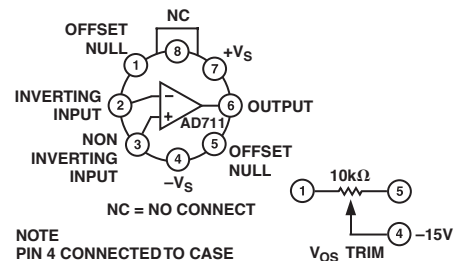 NC
OFFSET
NULL
8
1
7
+VS
INVERTING
INPUT
2
−
+
AD711
6
OUTPUT
NON
INVERTING
INPUT
3
4
5
OFFSET
NULL
−VS
NC = NO CONNECT
10kΩ
1
5
4
−15V
VOS TRIM
NOTE
PIN 4 CONNECTED TO CASE